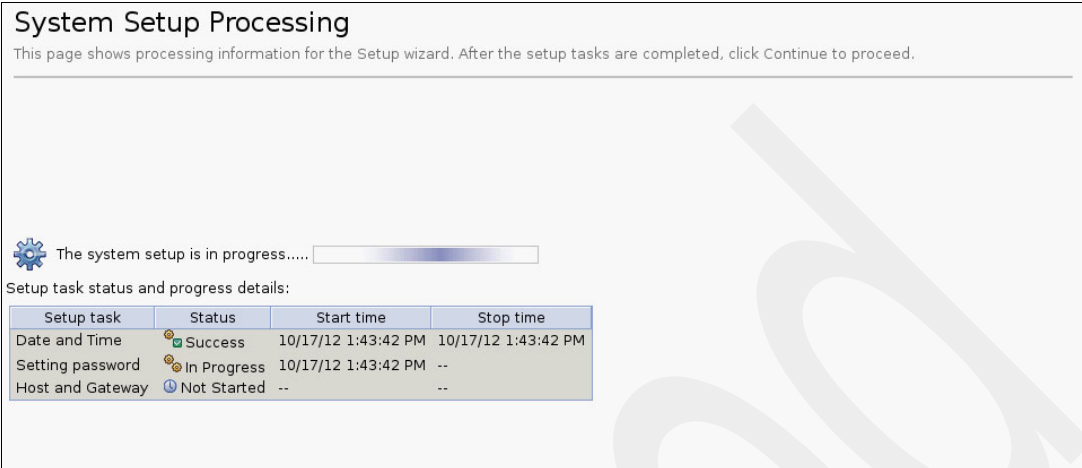 System Setup Processing
This page shows processing information for the Setup wizard. After the setup tasks are completed, click Continue to proceed.
The system setup is in progress.....
Setup task status and progress details:
Setup task Status Start time Stop time
Date and Time Success 10/17/12 1:43:42 PM 10/17/12 1:43:42 PM
Setting password In Progress 10/17/12 1:43:42 PM --
Host and Gateway Not Started -- --